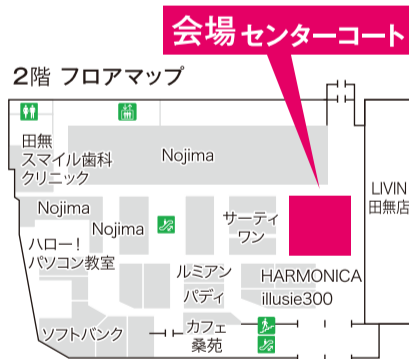 会場 センターコート
2階 フロアマップ
田無
スマイル歯科
クリニック
Nojima
Nojima
Nojima
サーティ
ワン
LIVIN
田無店
ハロー！
パソコン教室
ルミアン
パディ
HARMONICA
illusie300
ソフトバンク
カフェ
桑苑